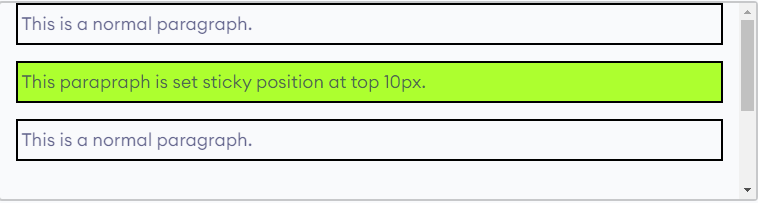 This is a normal paragraph.
This parapraph is set sticky position at top 10px.
This is a normal paragraph.